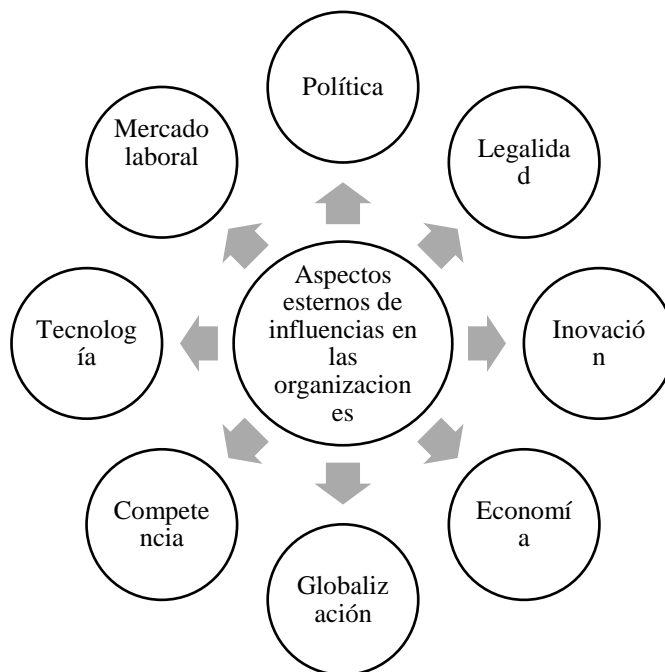 Política
Mercado
laboral
Legalida
d
Aspectos
esternos de
influencias en
las
organizacion
es
Tecnolog
ía
Inovació
n
Compete
ncia
Economí
a
Globaliz
ación